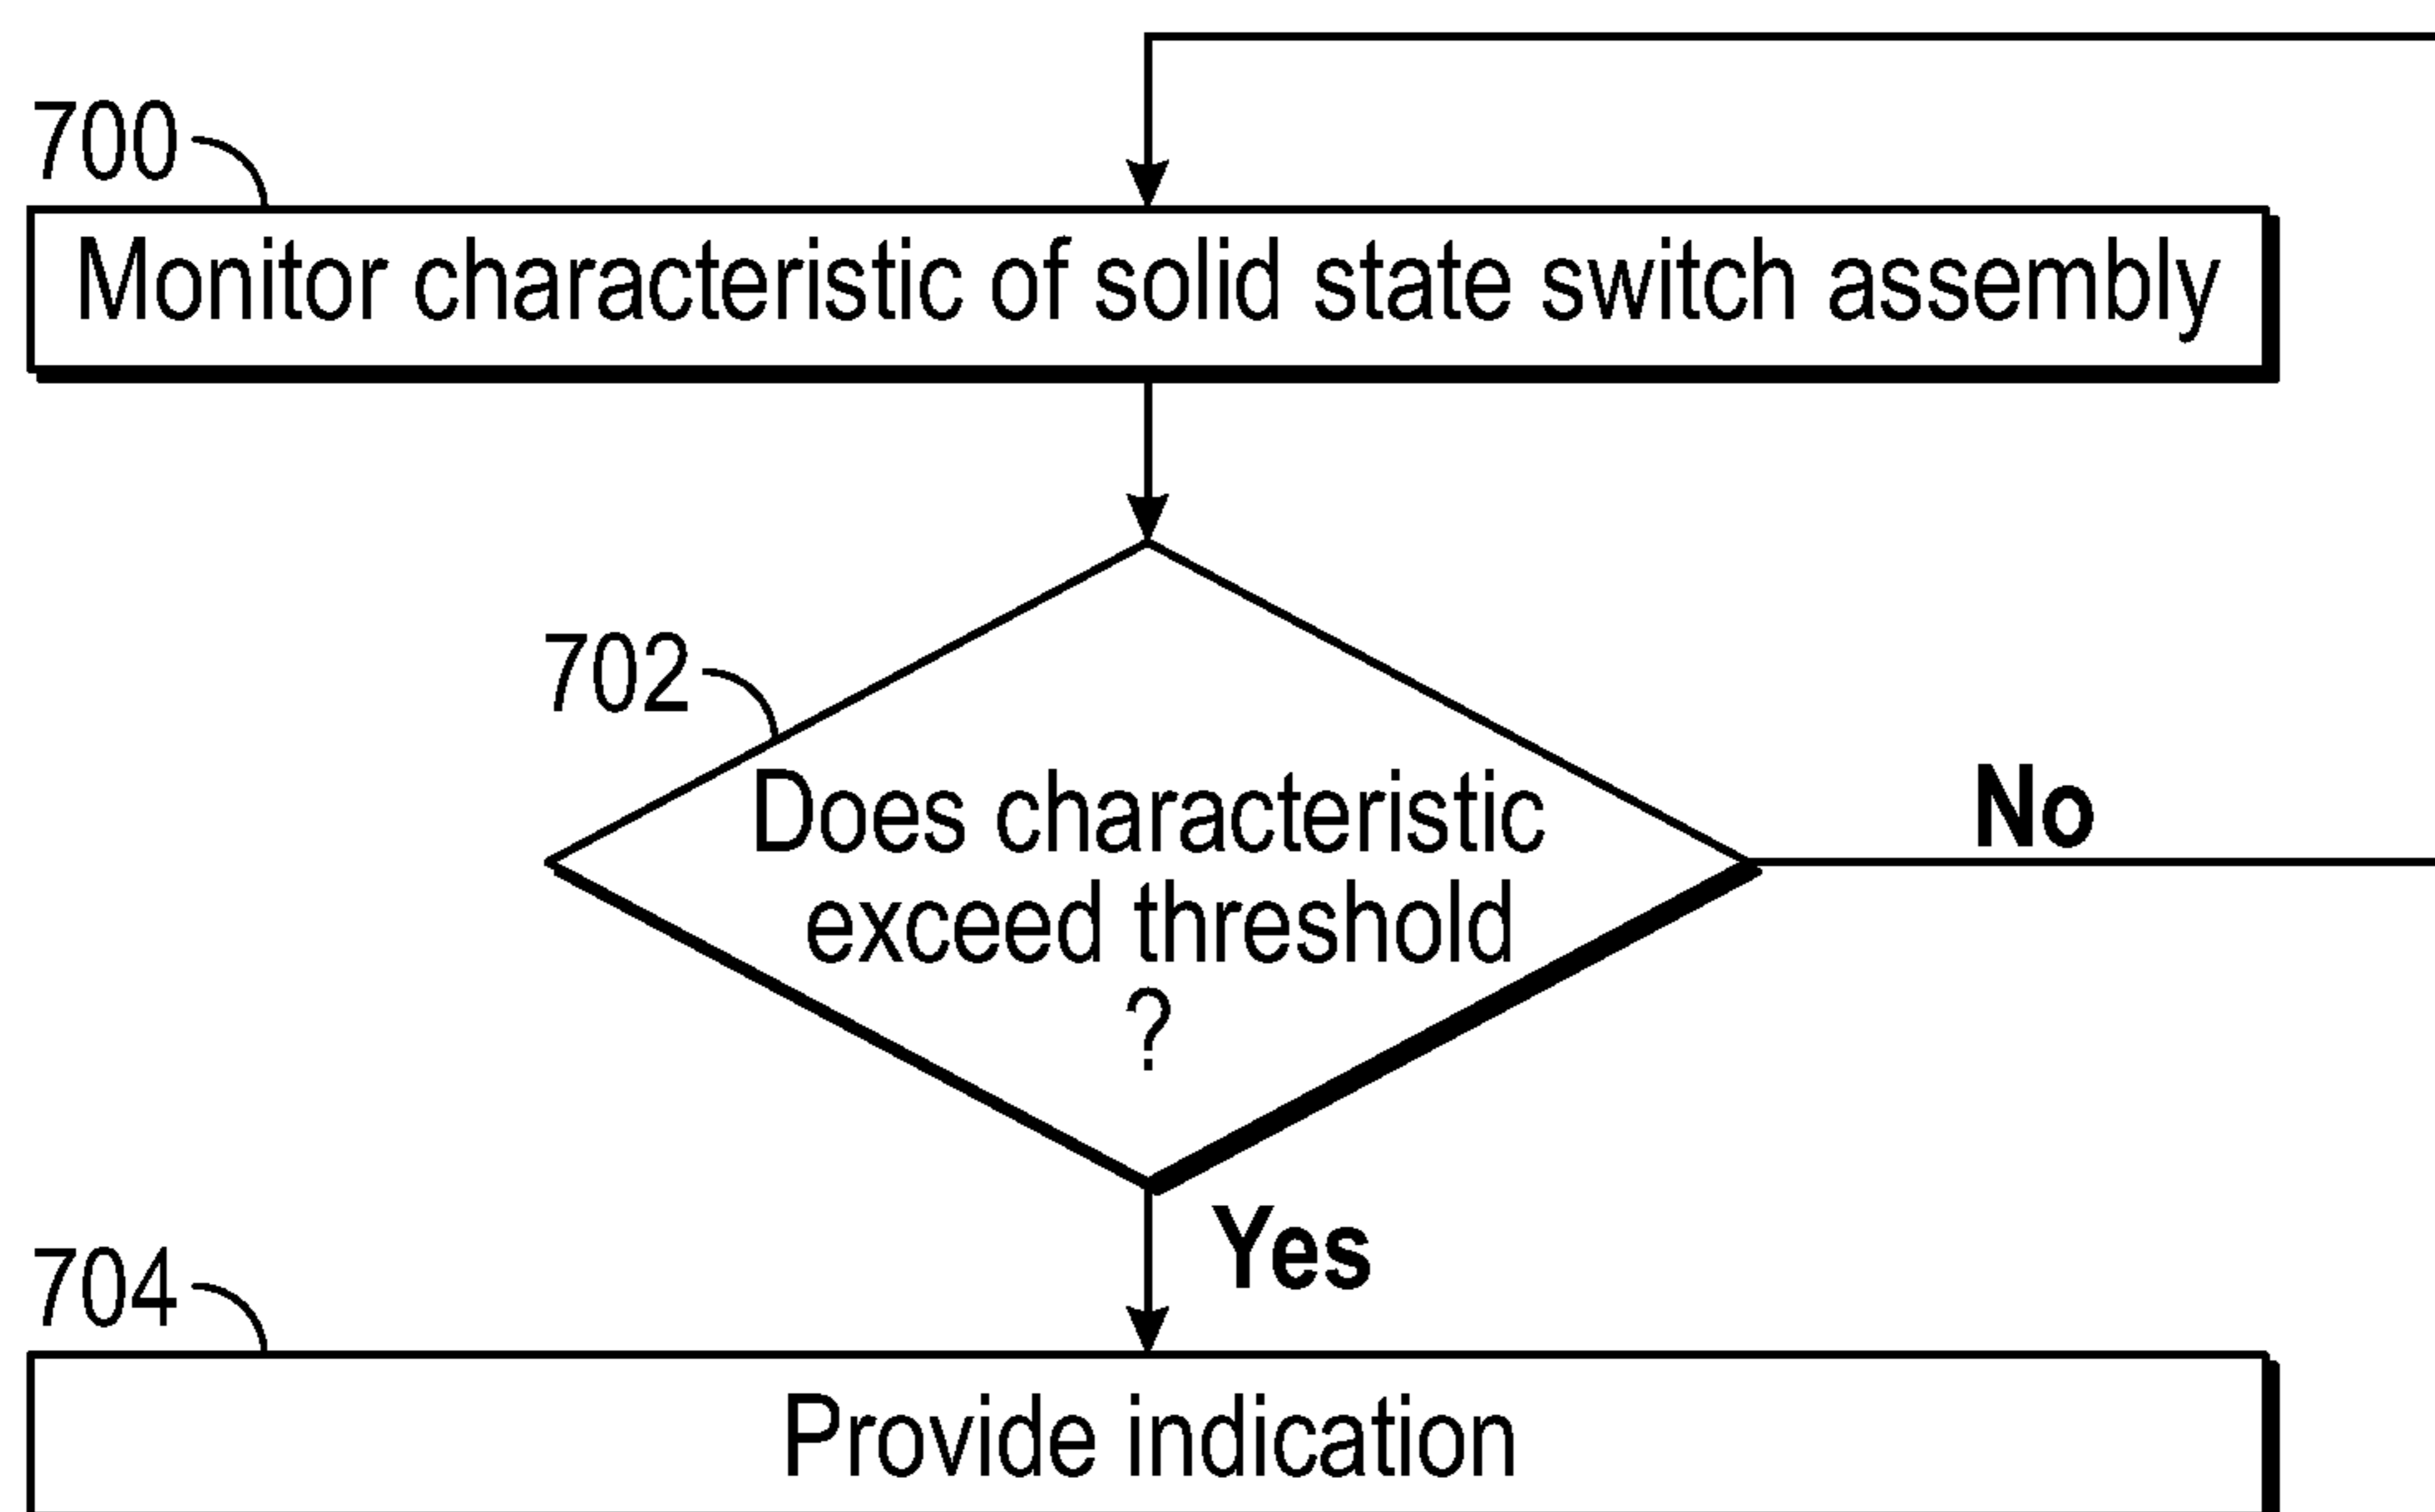 700
Monitor characteristic of solid state switch assembly
702
Does characteristic
exceed threshold
?
No
Yes
704
Provide indication